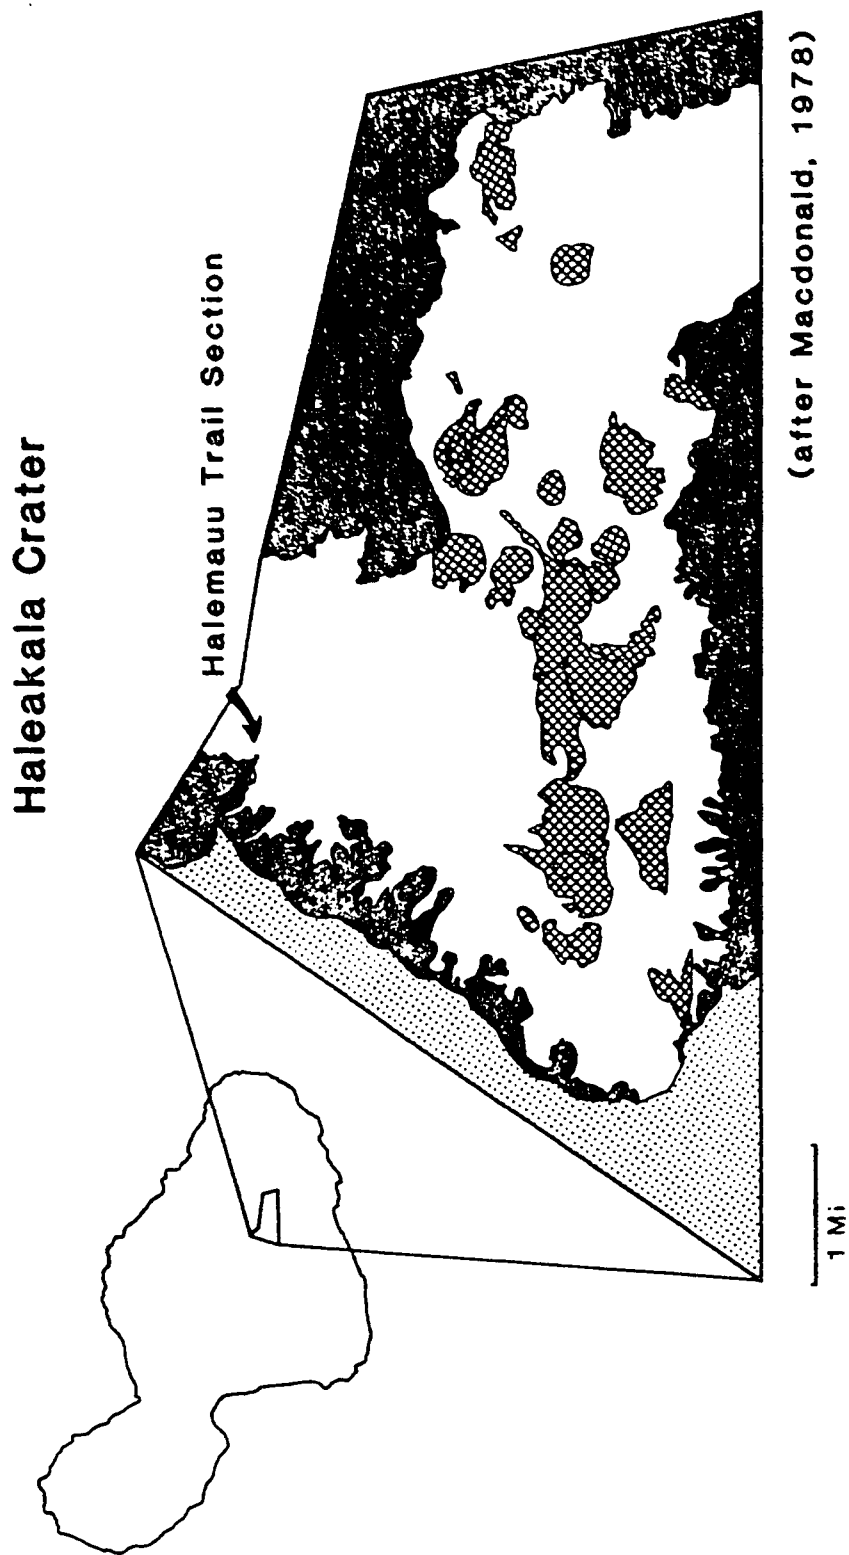 Haleakala Crater
Halemauu Trail Section
(after Macdonald, 1978)
1 Mi